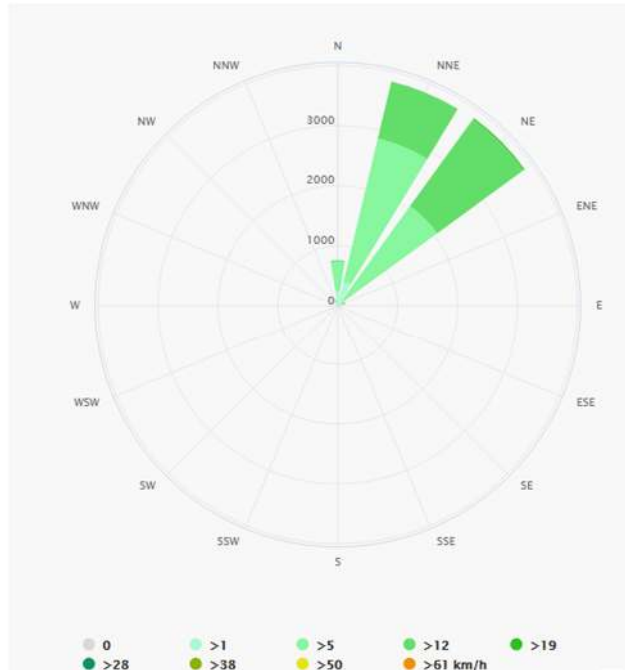 N
NNW
NNE
NW
3000
NE
2000
WNW
ENE
1000
0
W
E
WSW
ESE
SW
SE
SSW
SSE
S
0 >1 >5 >12 >19
>28 >38 >50 >61 km/h